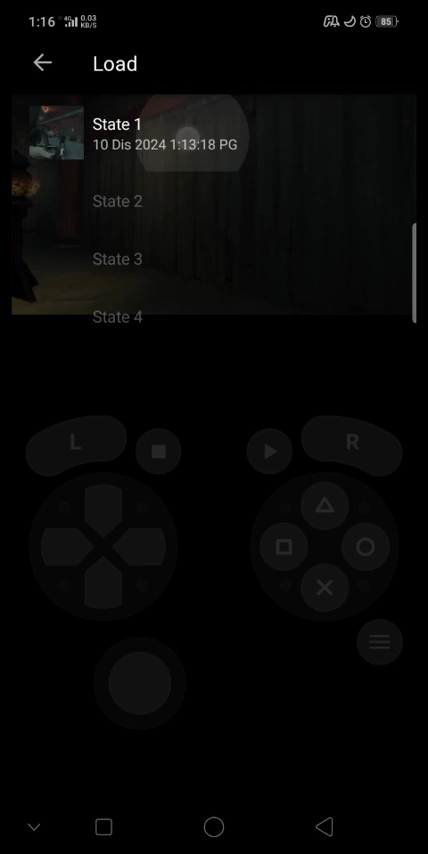 1:16 4G 0.03 KB/S 85
Load
State 1
10 Dis 2024 1:13:18 PG
State 2
State 3
State 4
L
R